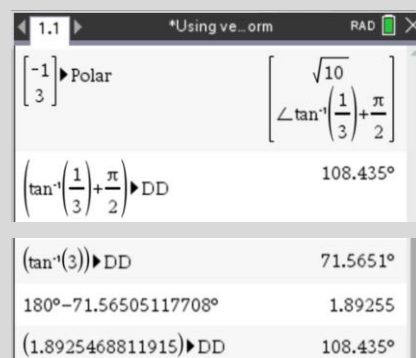 1.1 *Using ve...orm RAD
[-1 3]▶Polar [√10 ∠tan⁻¹(1/3)+π/2]
(tan⁻¹(1/3)+π/2)▶DD 108.435°
(tan⁻¹(3))▶DD 71.5651°
180°−71.56505117708° 1.89255
(1.8925468811915)▶DD 108.435°